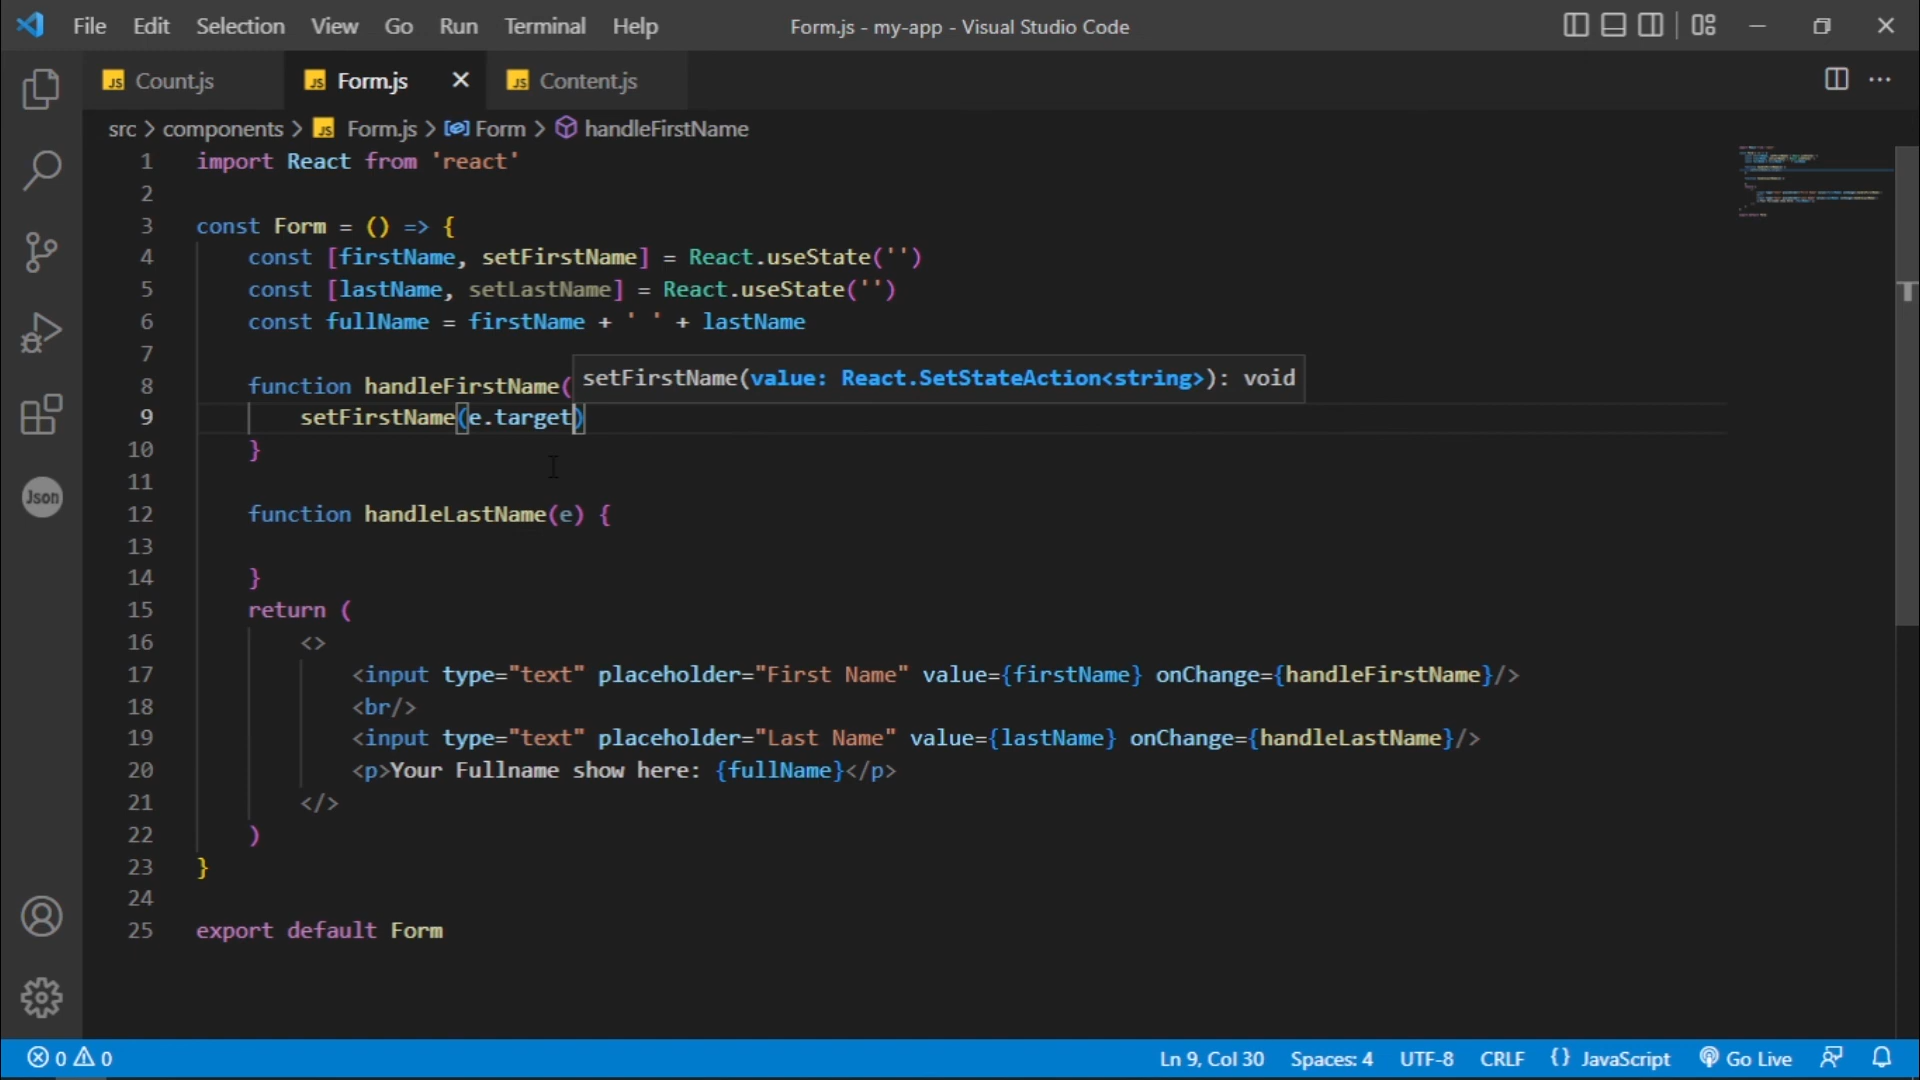 File Edit Selection View Go Run Terminal Help Form.js - my-app - Visual Studio Code
JS Count.js JS Form.js JS Content.js
src > components > JS Form.js > Form > handleFirstName
1 import React from 'react'
2
3 const Form = () => {
4 const [firstName, setFirstName] = React.useState('')
5 const [lastName, setLastName] = React.useState('')
6 const fullName = firstName + ' ' + lastName
7
setFirstName(value: React.SetStateAction<string>): void
8 function handleFirstName(
9 setFirstName(e.target)
10 }
11
12 function handleLastName(e) {
13
14 }
15 return (
16 <>
17 <input type="text" placeholder="First Name" value={firstName} onChange={handleFirstName}/>
18 <br/>
19 <input type="text" placeholder="Last Name" value={lastName} onChange={handleLastName}/>
20 <p>Your Fullname show here: {fullName}</p>
21 </>
22 )
23 }
24
25 export default Form
Json
0 0 Ln 9, Col 30 Spaces: 4 UTF-8 CRLF {} JavaScript Go Live